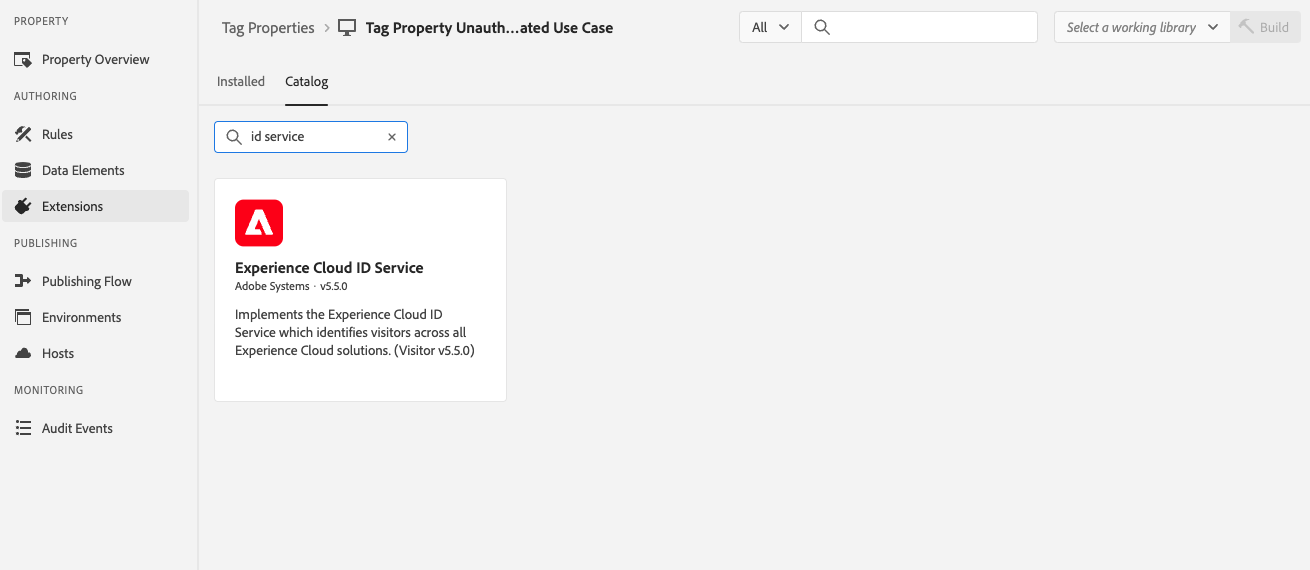 PROPERTY
Property Overview
AUTHORING
Rules
Data Elements
Extensions
PUBLISHING
Publishing Flow
Environments
Hosts
MONITORING
Audit Events
Tag Properties > Tag Property Unauth...ated Use Case
All
Select a working library
Build
Installed
Catalog
id service
Experience Cloud ID Service
Adobe Systems · v5.5.0
Implements the Experience Cloud ID
Service which identifies visitors across all
Experience Cloud solutions. (Visitor v5.5.0)